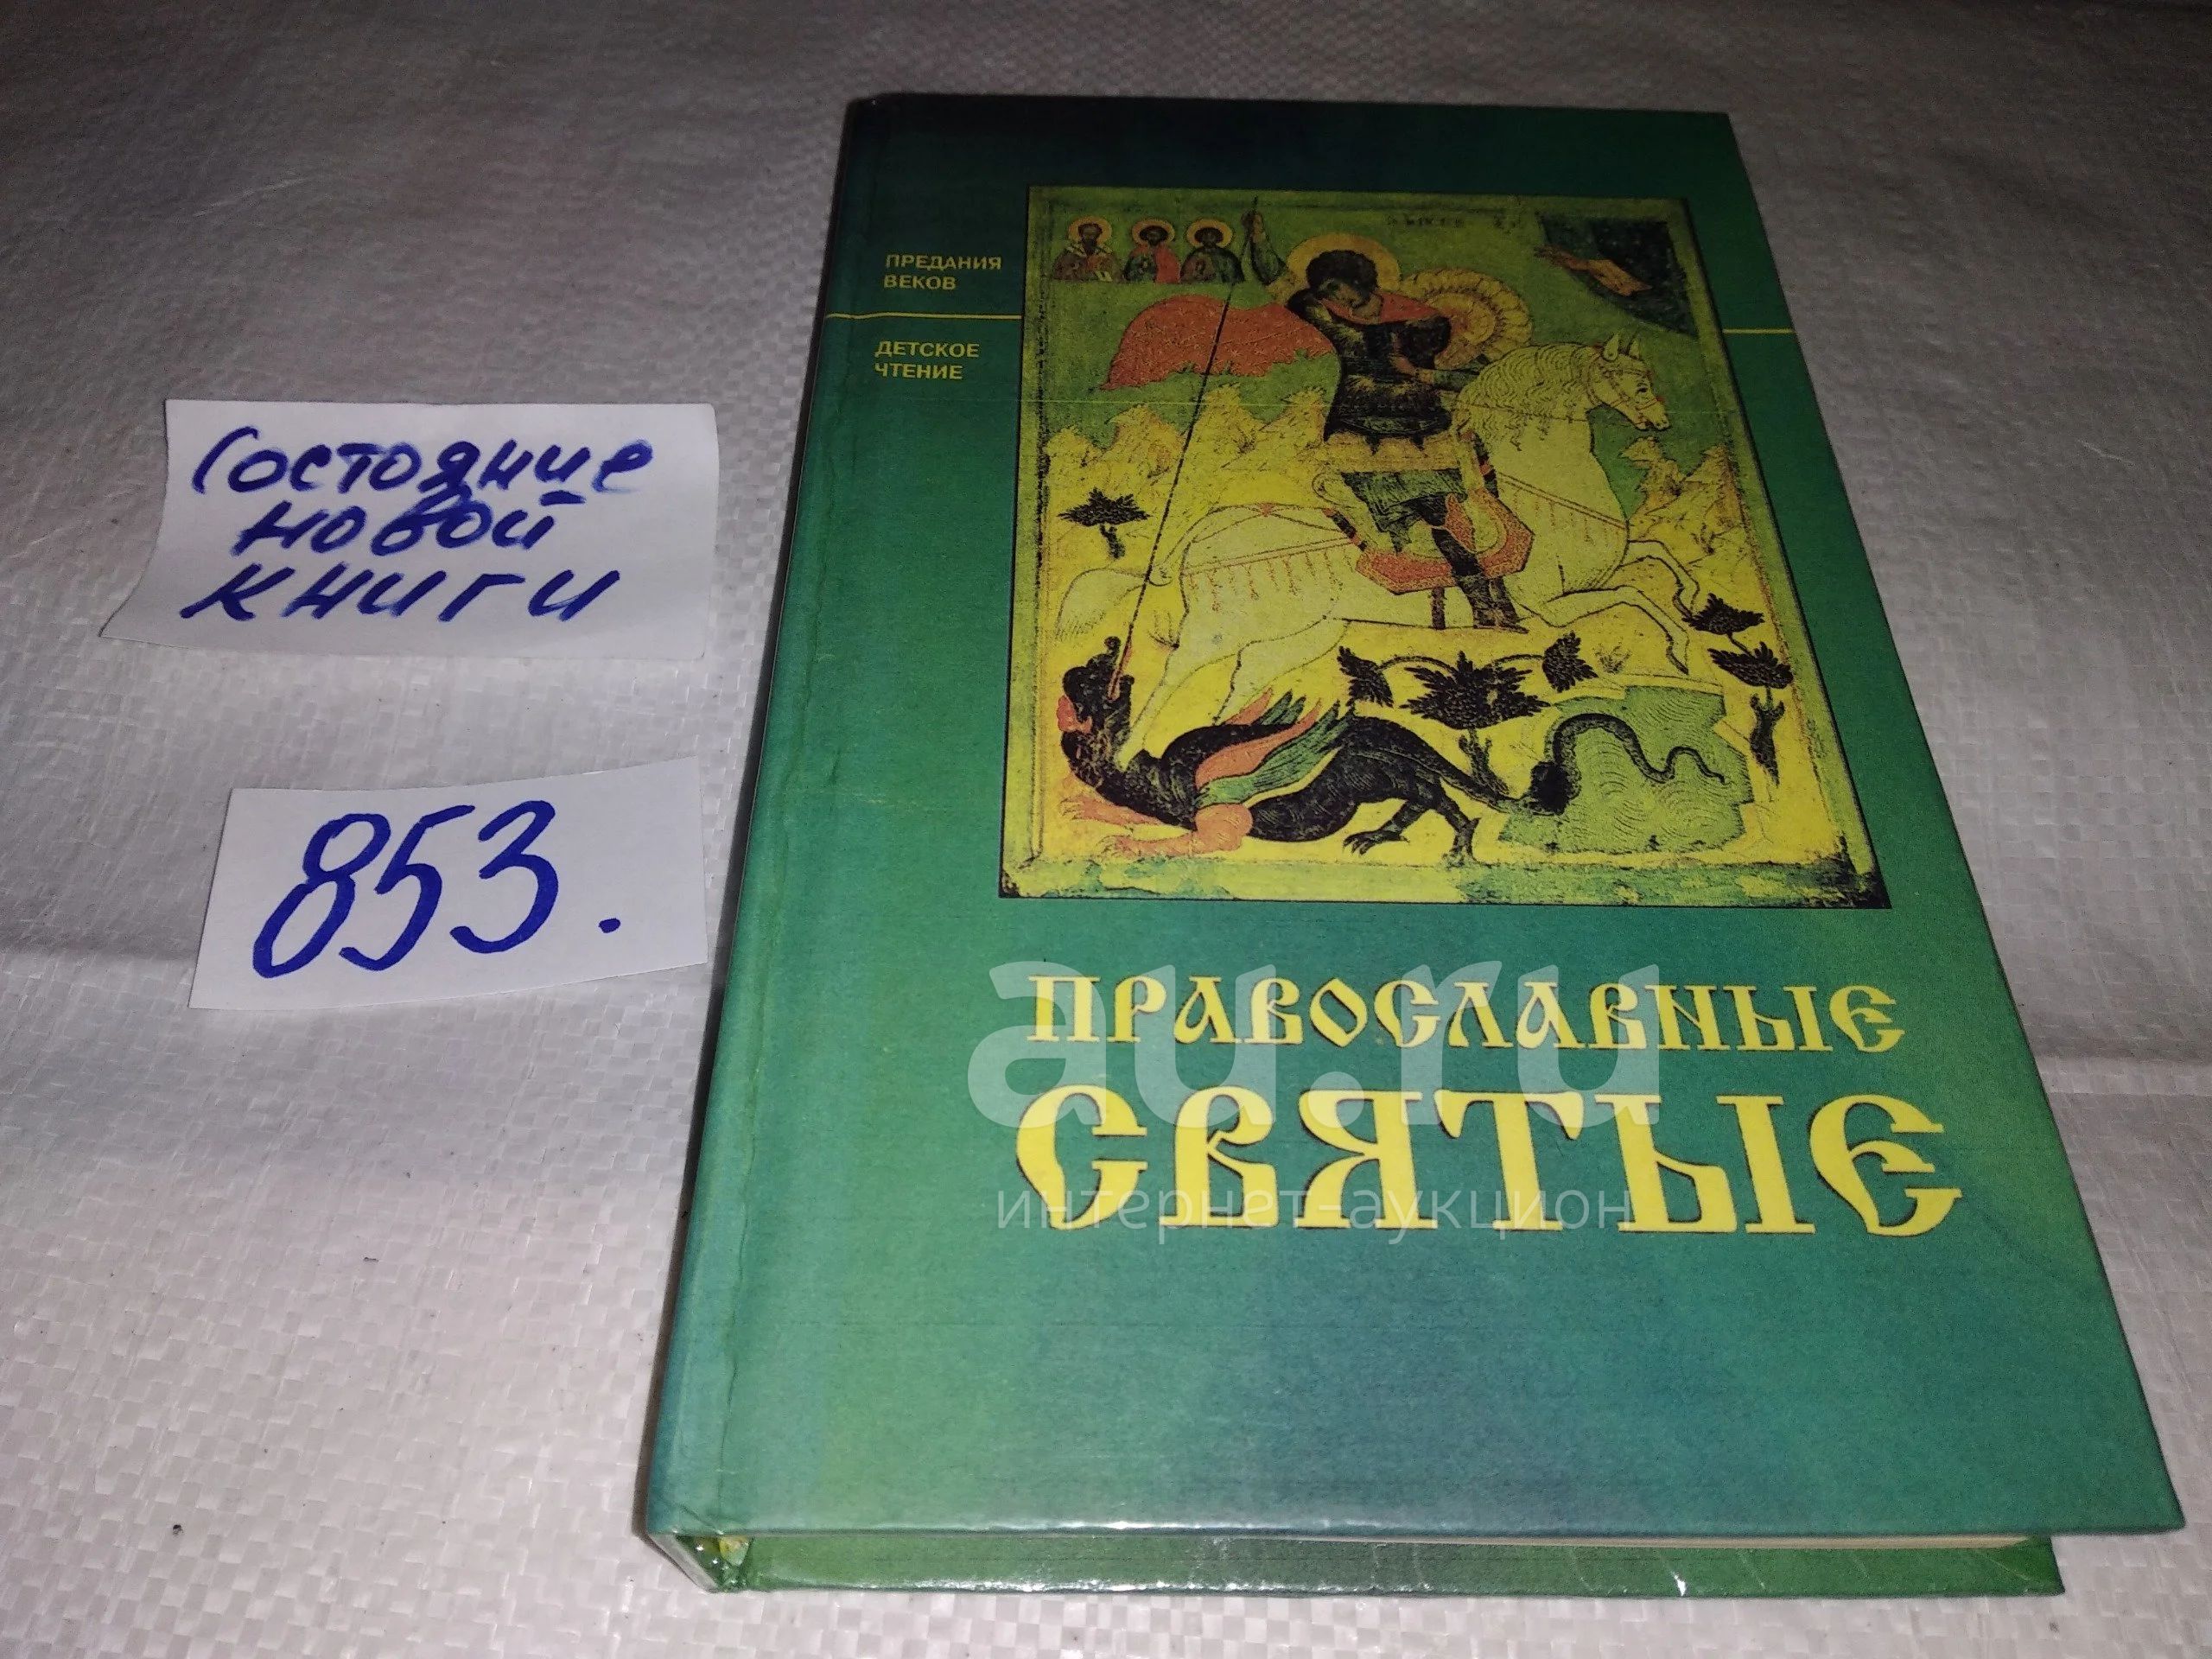 ПРЕДАНИЯ
ВЕКОВ
ДЕТСКОЕ
ЧТЕНИЕ
Состояние
новой
книги
853.
ПРАВОСЛАВНЫЕ
СВЯТЫЕ
au.ru
интернет-аукцион